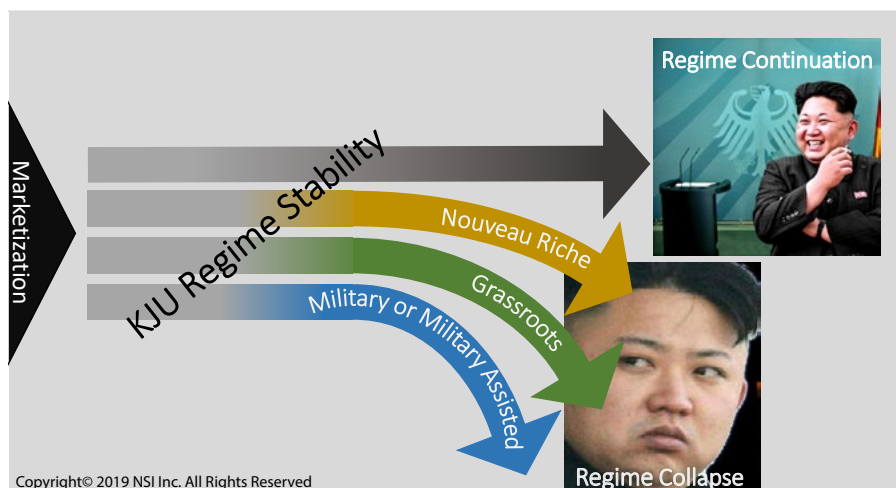 Regime Continuation
Marketization
KJU Regime Stability
Nouveau Riche
Grassroots
Military or Military Assisted
Regime Collapse
Copyright© 2019 NSI Inc. All Rights Reserved